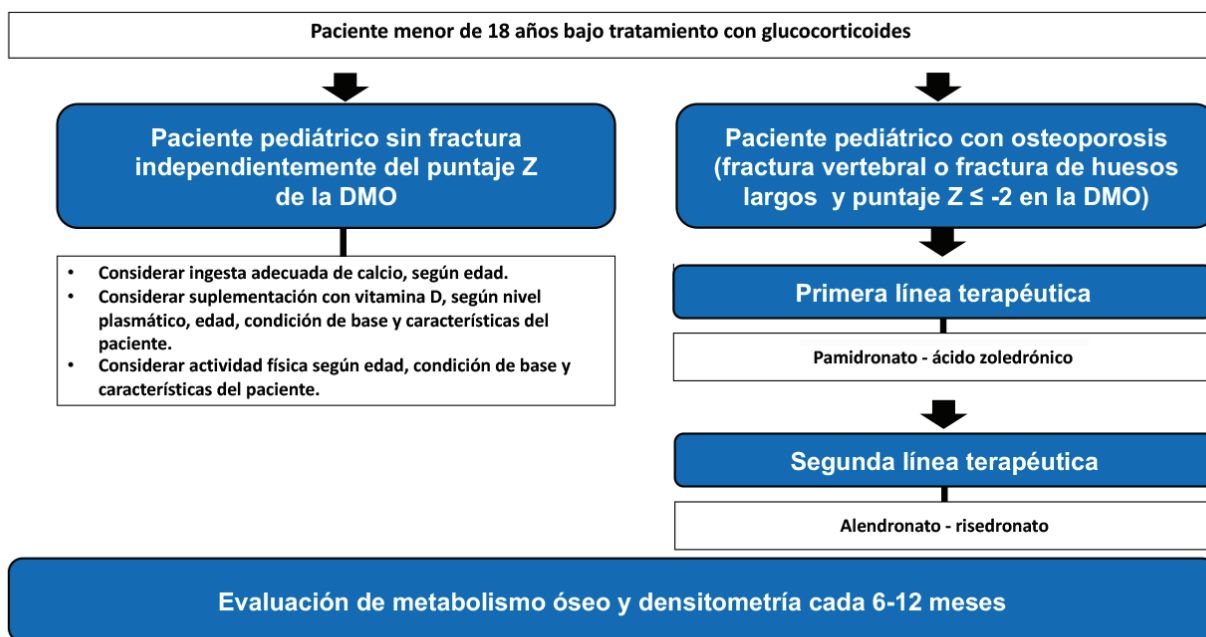 Paciente menor de 18 años bajo tratamiento con glucocorticoides
Paciente pediátrico sin fractura
independientemente del puntaje Z
de la DMO
• Considerar ingesta adecuada de calcio, según edad.
• Considerar suplementación con vitamina D, según nivel
plasmático, edad, condición de base y características del
paciente.
• Considerar actividad física según edad, condición de base y
características del paciente.
Paciente pediátrico con osteoporosis
(fractura vertebral o fractura de huesos
largos y puntaje Z ≤ -2 en la DMO)
Primera línea terapéutica
Pamidronato - ácido zoledrónico
Segunda línea terapéutica
Alendronato - risedronato
Evaluación de metabolismo óseo y densitometría cada 6-12 meses